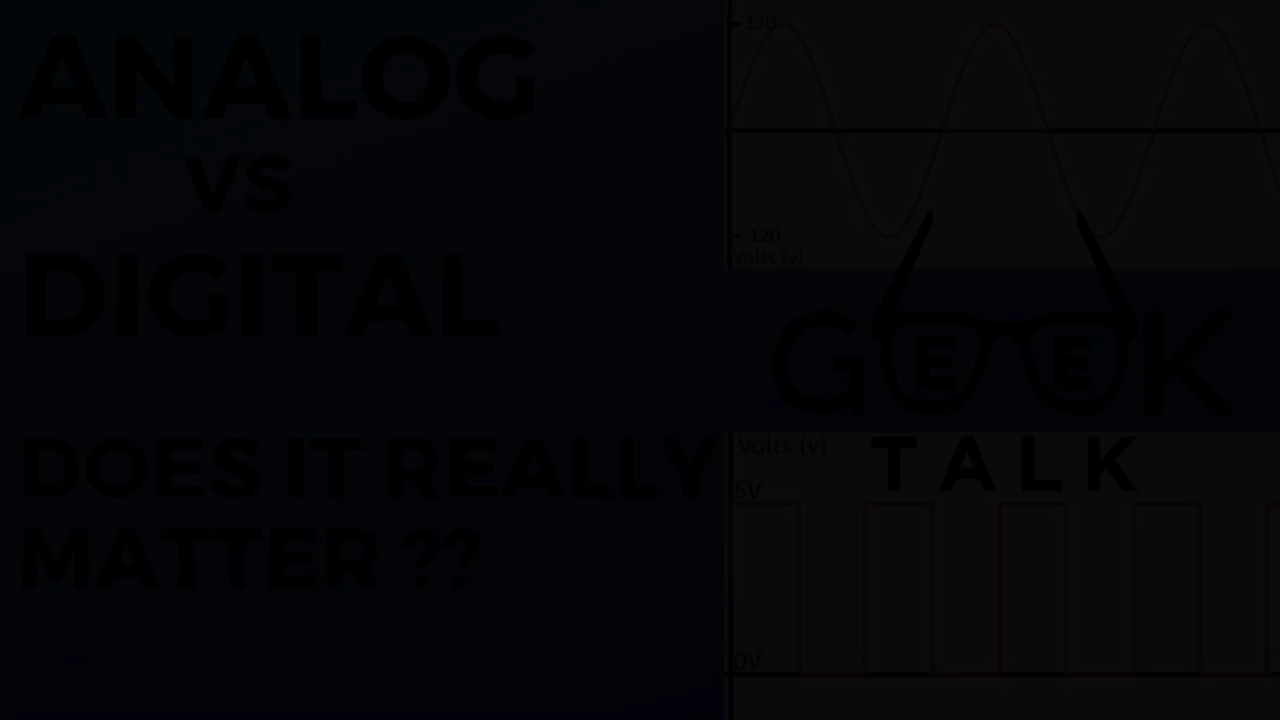 ANALOG
VS
DIGITAL
DOES IT REALLY
MATTER ??
120
-120
Volts (v)
GEEK
TALK
Volts (v)
5V
0V